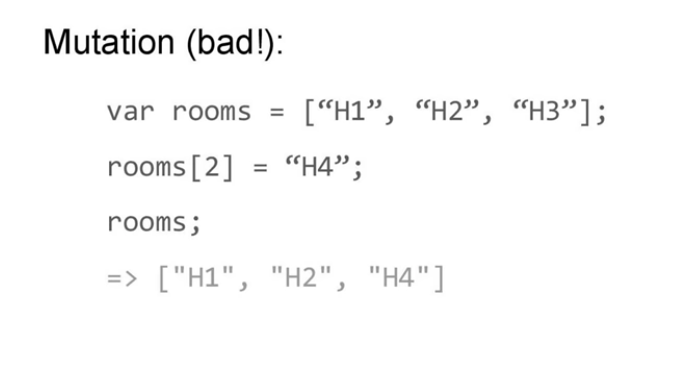 Mutation (bad!):
var rooms = [“H1”, “H2”, “H3”];
rooms[2] = “H4”;
rooms;
=> ["H1", "H2", "H4"]